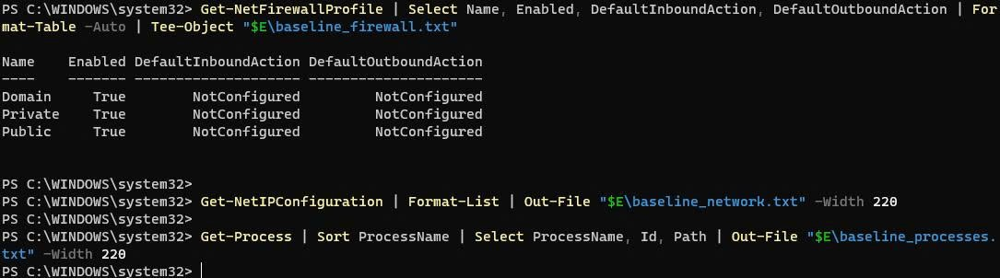 PS C:\WINDOWS\system32> Get-NetFirewallProfile | Select Name, Enabled, DefaultInboundAction, DefaultOutboundAction | For
mat-Table -Auto | Tee-Object "$E\baseline_firewall.txt"
Name    Enabled DefaultInboundAction DefaultOutboundAction
----    ------- -------------------- ---------------------
Domain     True        NotConfigured         NotConfigured
Private    True        NotConfigured         NotConfigured
Public     True        NotConfigured         NotConfigured
PS C:\WINDOWS\system32>
PS C:\WINDOWS\system32> Get-NetIPConfiguration | Format-List | Out-File "$E\baseline_network.txt" -Width 220
PS C:\WINDOWS\system32>
PS C:\WINDOWS\system32> Get-Process | Sort ProcessName | Select ProcessName, Id, Path | Out-File "$E\baseline_processes.
txt" -Width 220
PS C:\WINDOWS\system32>